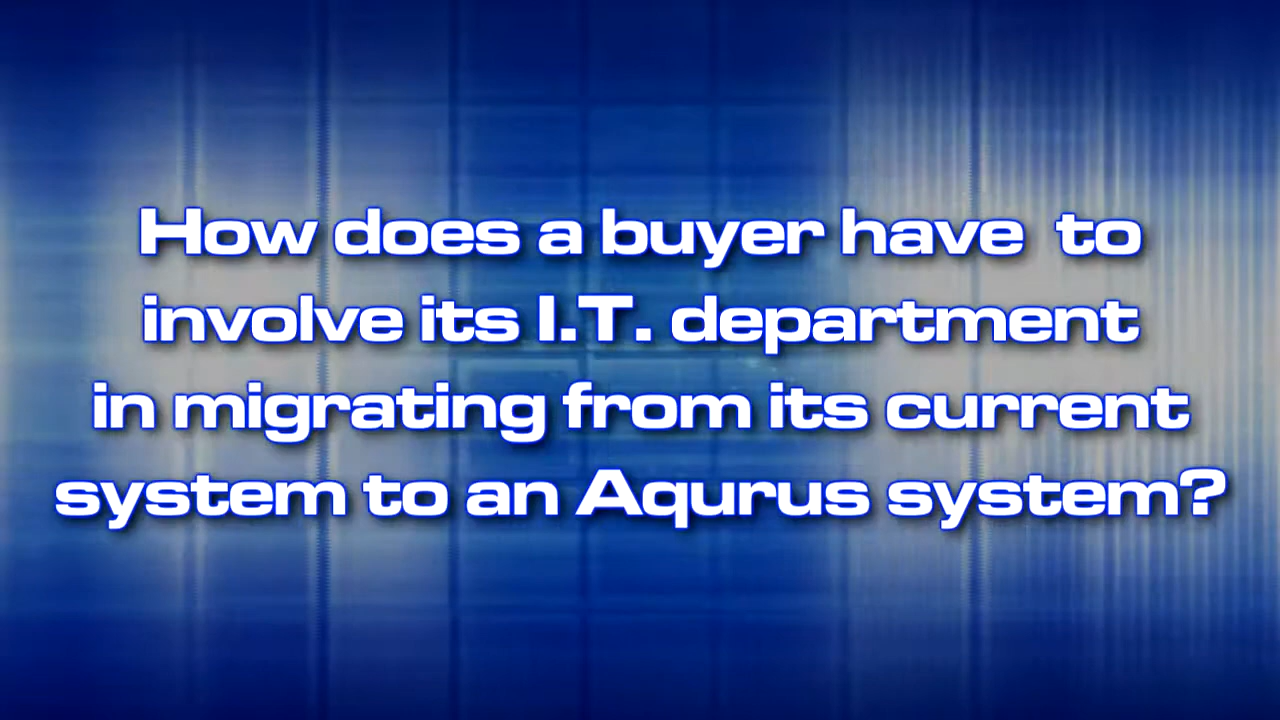 How does a buyer have  to
involve its I.T. department
in migrating from its current
system to an Aqurus system?